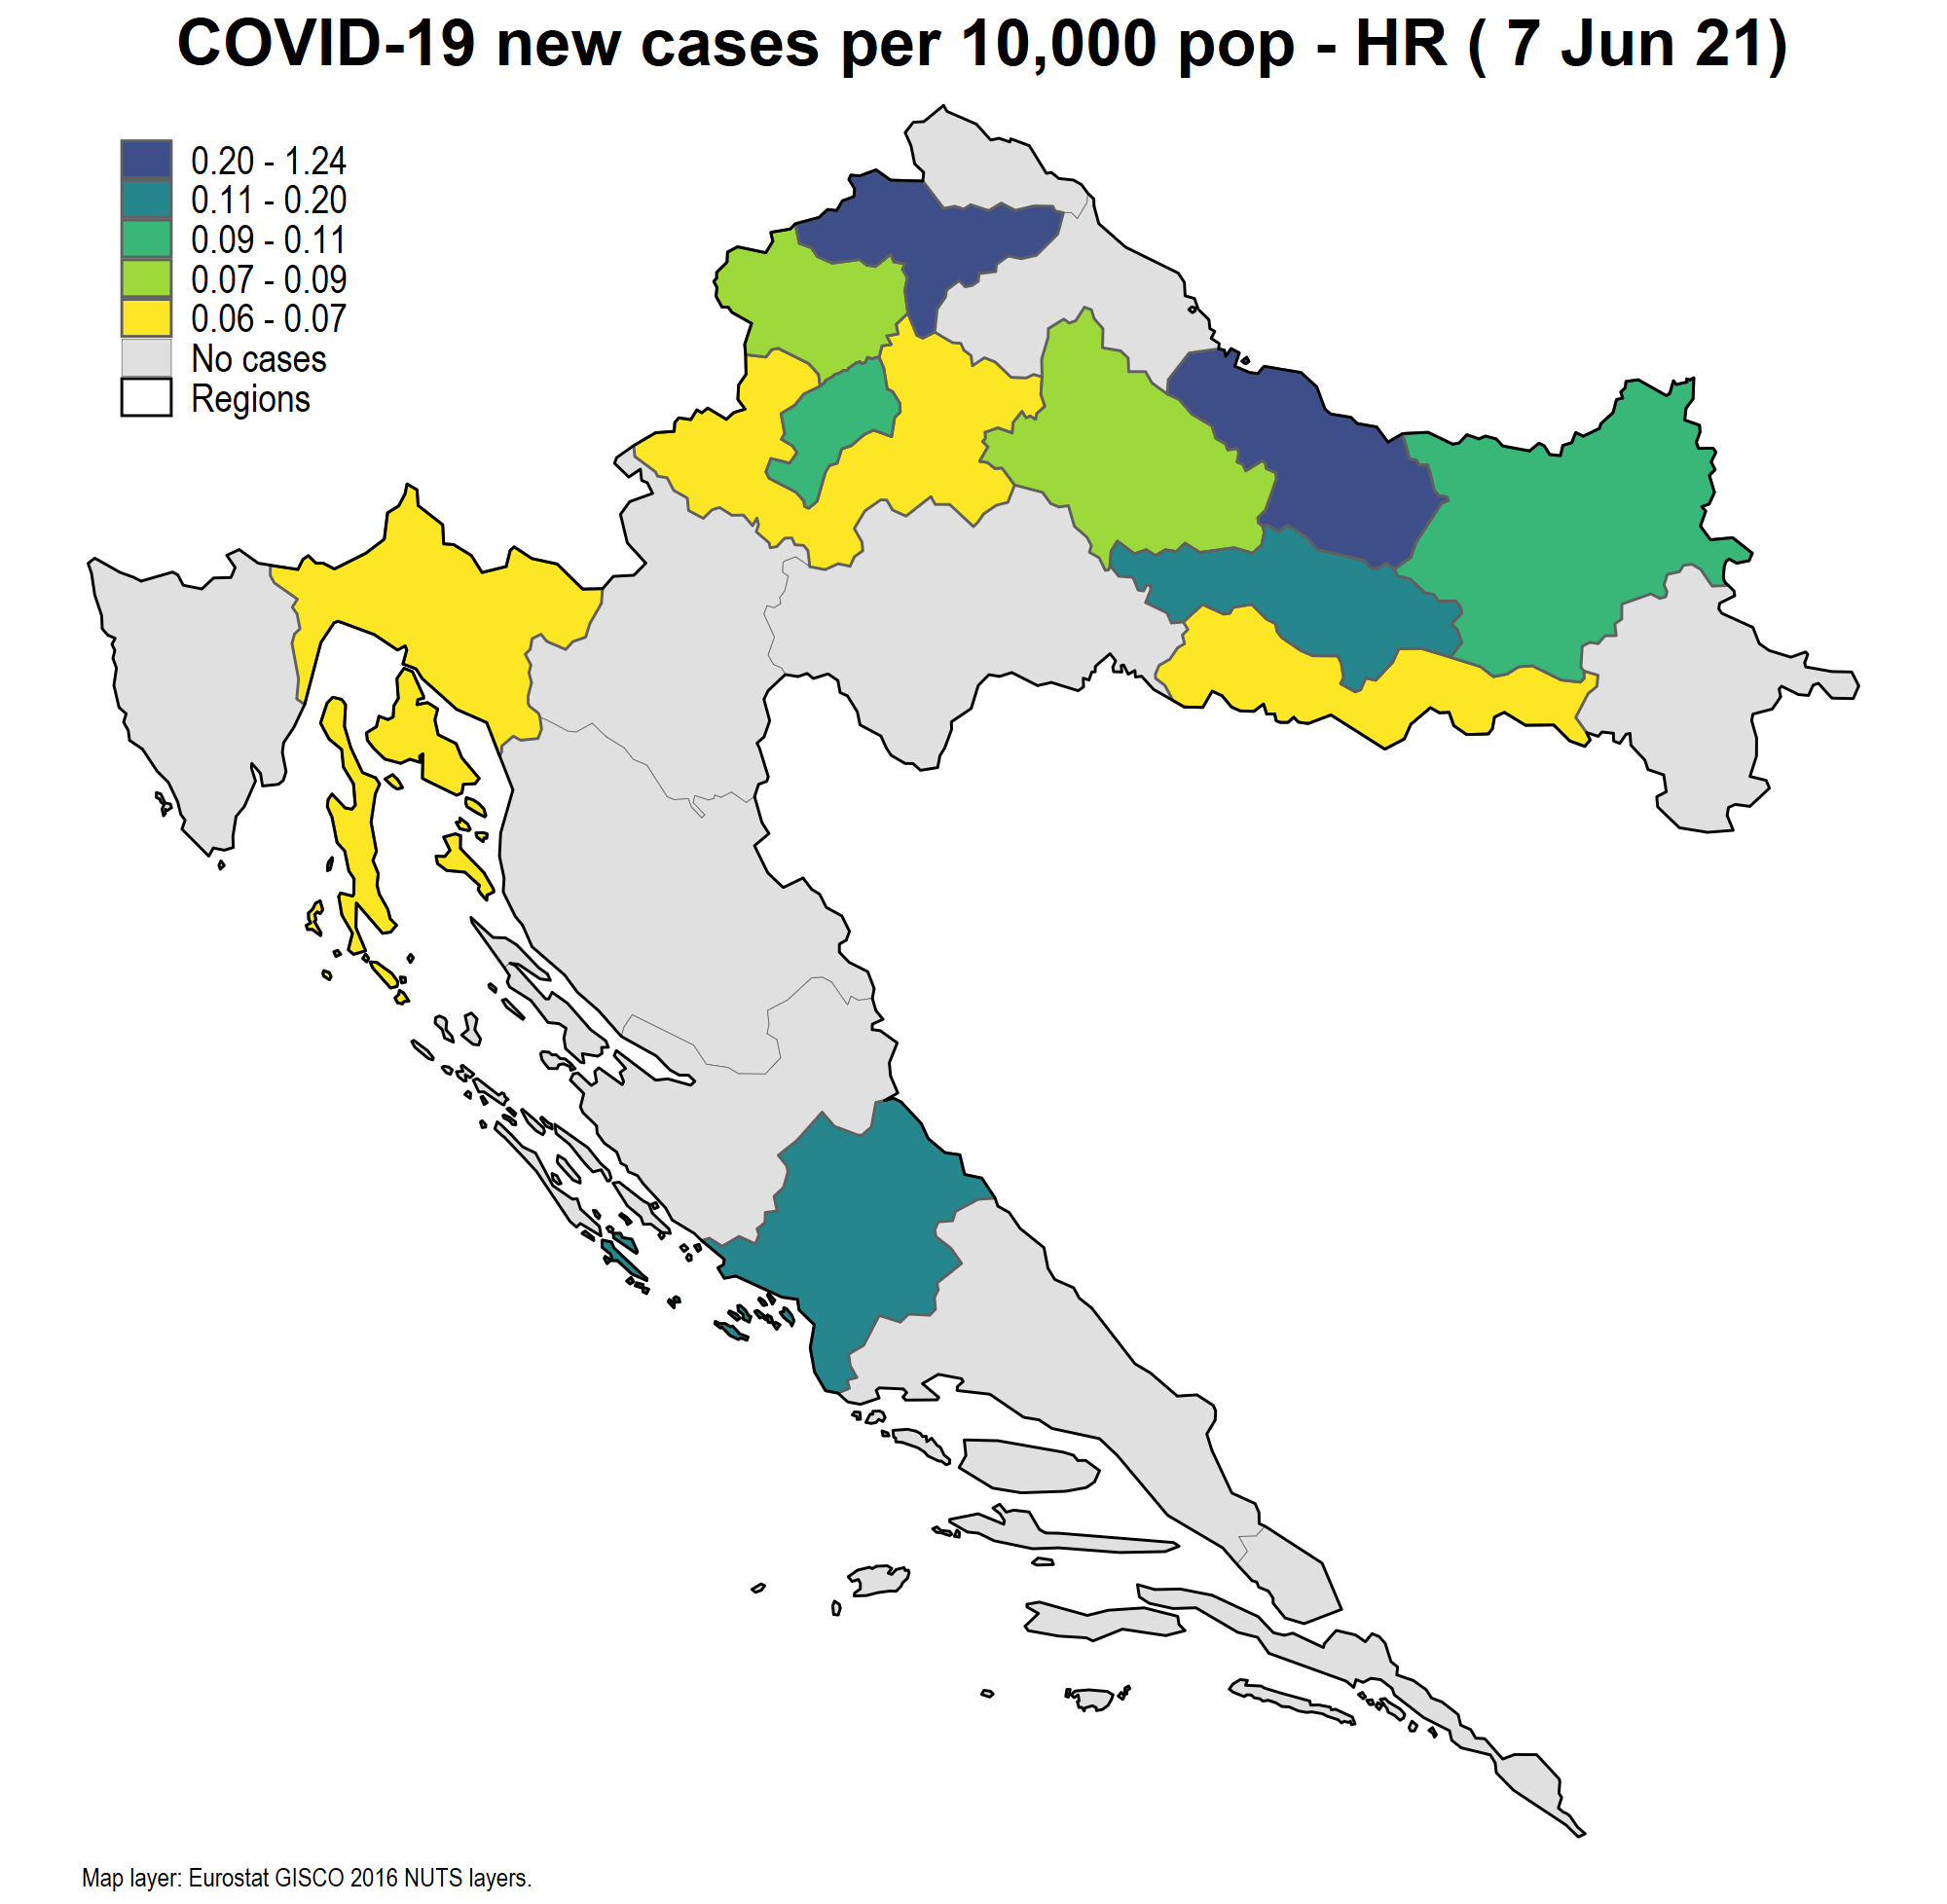 COVID-19 new cases per 10,000 pop - HR ( 7 Jun 21)
0.20 - 1.24
0.11 - 0.20
0.09 - 0.11
0.07 - 0.09
0.06 - 0.07
No cases
Regions
Map layer: Eurostat GISCO 2016 NUTS layers.